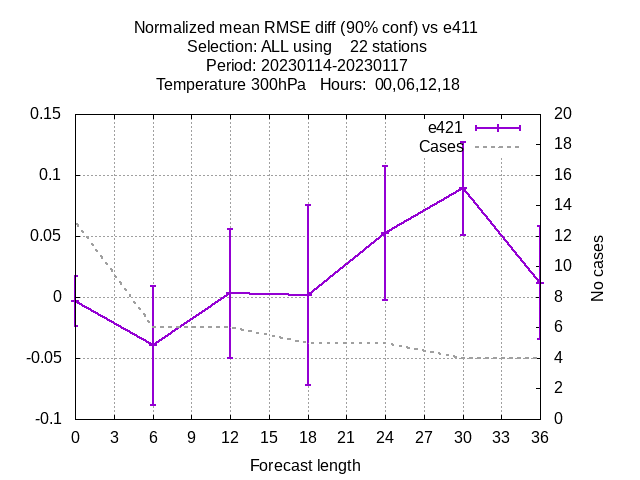 Normalized mean RMSE diff (90% conf) vs e411
Selection: ALL using    22 stations
Period: 20230114-20230117
Temperature 300hPa   Hours:  00,06,12,18
0.15
0.1
0.05
0
-0.05
-0.1
20
18
16
14
12
10
8
6
4
2
0
e421
Cases
No cases
0 3 6 9 12 15 18 21 24 27 30 33 36
Forecast length